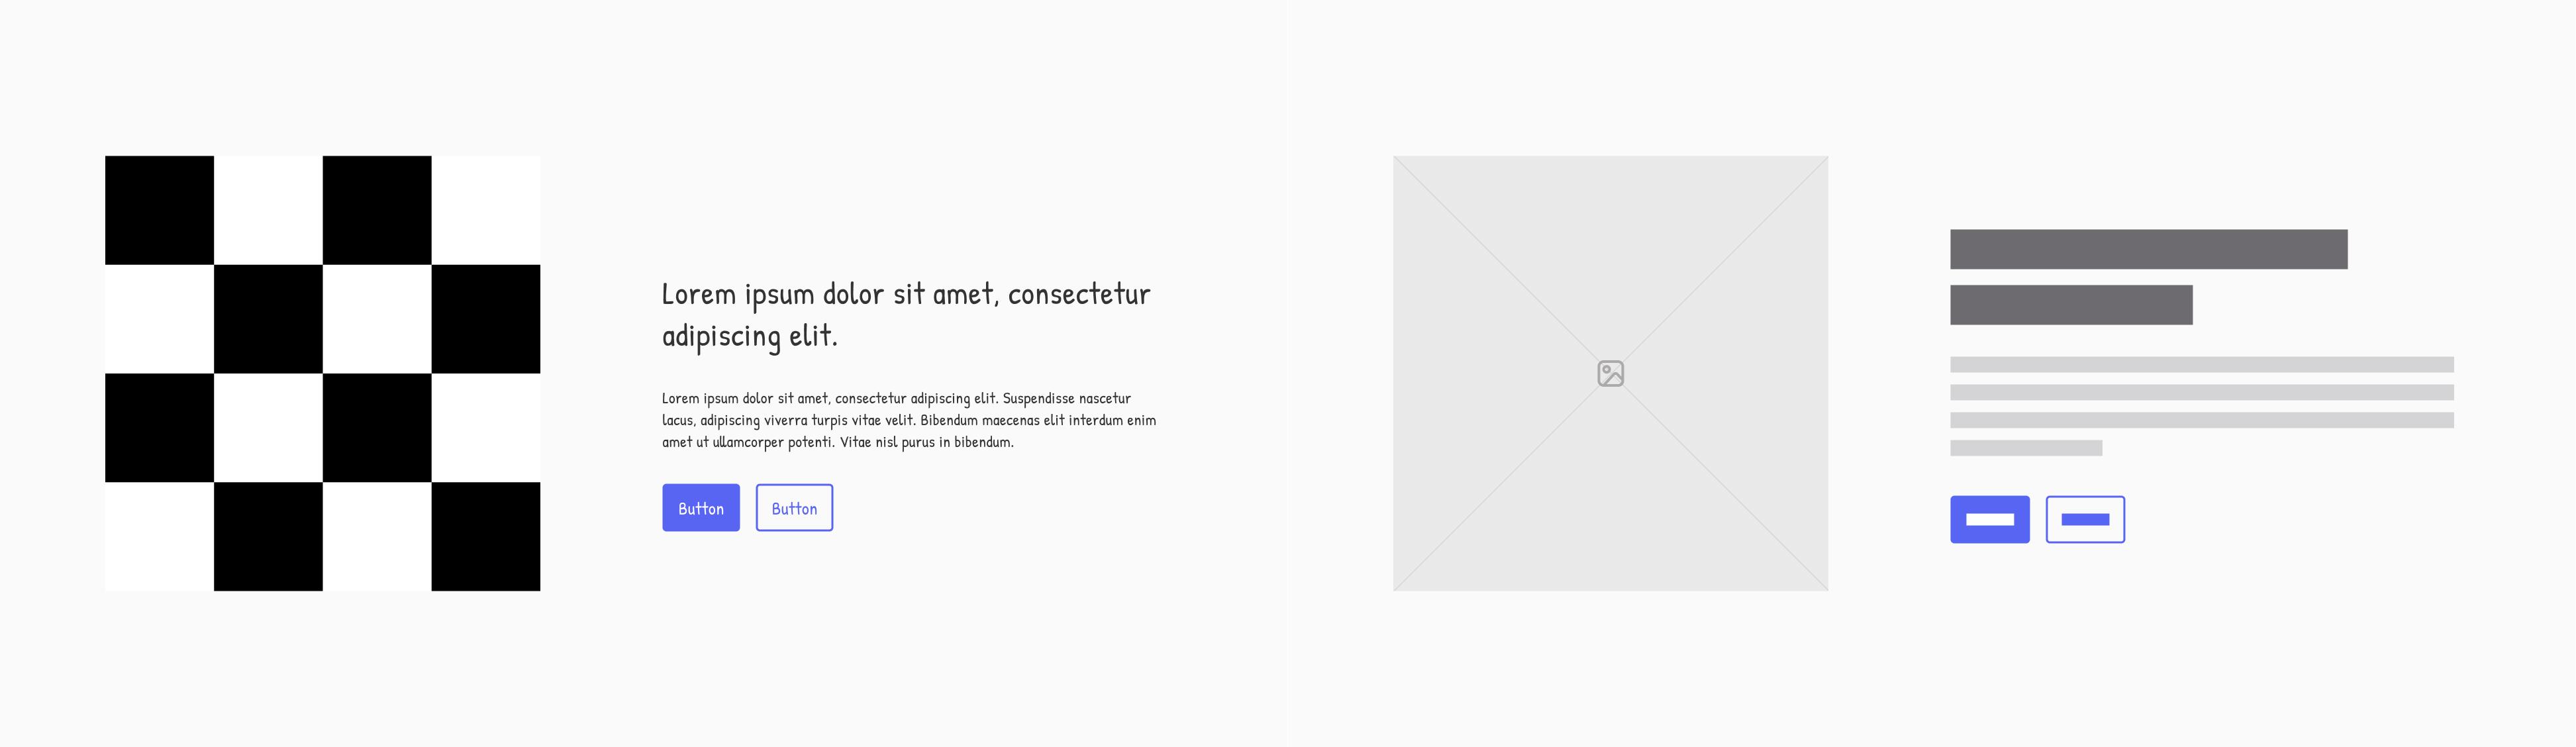 Lorem ipsum dolor sit amet, consectetur
adipiscing elit.
Lorem ipsum dolor sit amet, consectetur adipiscing elit. Suspendisse nascetur
lacus, adipiscing viverra turpis vitae velit. Bibendum maecenas elit interdum enim
amet ut ullamcorper potenti. Vitae nisl purus in bibendum.
Button Button